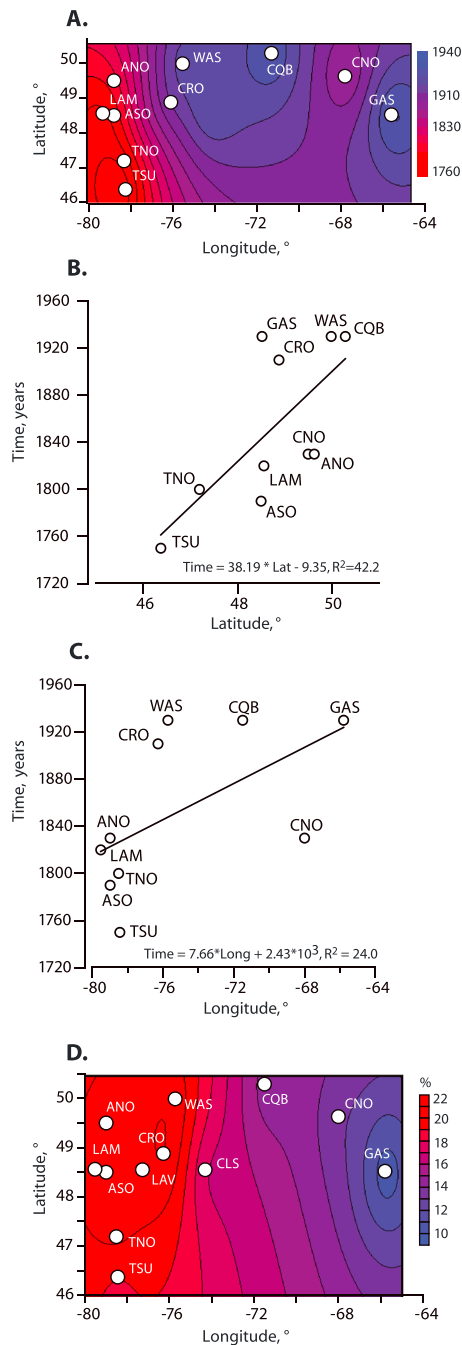 A.
50
49
48
47
46
Latitude, °
ANO
WAS
CQB
CNO
LAM
ASO
CRO
GAS
TNO
TSU
1940
1910
1830
1760
-80
-76
-72
-68
-64
Longitude, °
B.
1960
1920
1880
1840
1800
1760
1720
Time, years
GAS
WAS
CQB
CRO
CNO
ANO
LAM
TNO
ASO
TSU
Time = 38.19 * Lat - 9.35, R2=42.2
46
48
50
Latitude, °
C.
1960
1920
1880
1840
1800
1760
1720
Time, years
WAS
CQB
GAS
CRO
ANO
CNO
LAM
TNO
ASO
TSU
Time = 7.66*Long + 2.43*103, R2 = 24.0
-80
-76
-72
-68
-64
Longitude, °
D.
50
49
48
47
46
Latitude, °
ANO
WAS
CQB
CNO
CRO
LAM
ASO
LAV
CLS
GAS
TNO
TSU
%
22
20
18
16
14
12
10
-80
-76
-72
-68
-64
Longitude, °